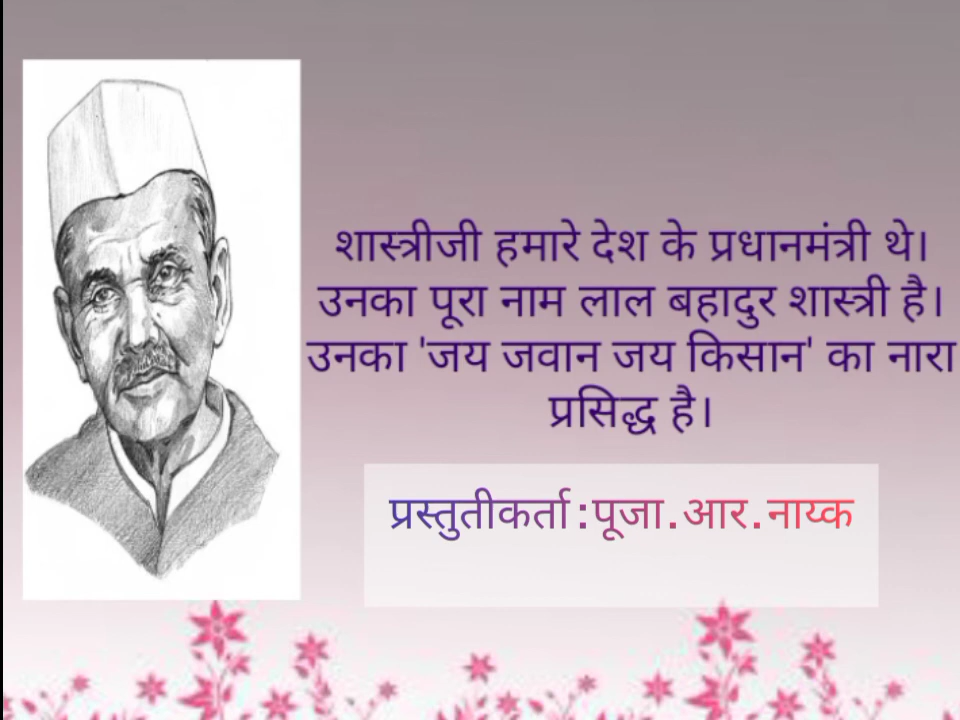 शास्त्रीजी हमारे देश के प्रधानमंत्री थे।
उनका पूरा नाम लाल बहादुर शास्त्री है।
उनका 'जय जवान जय किसान' का नारा
प्रसिद्ध है।
प्रस्तुतीकर्ता:पूजा.आर.नाय्क